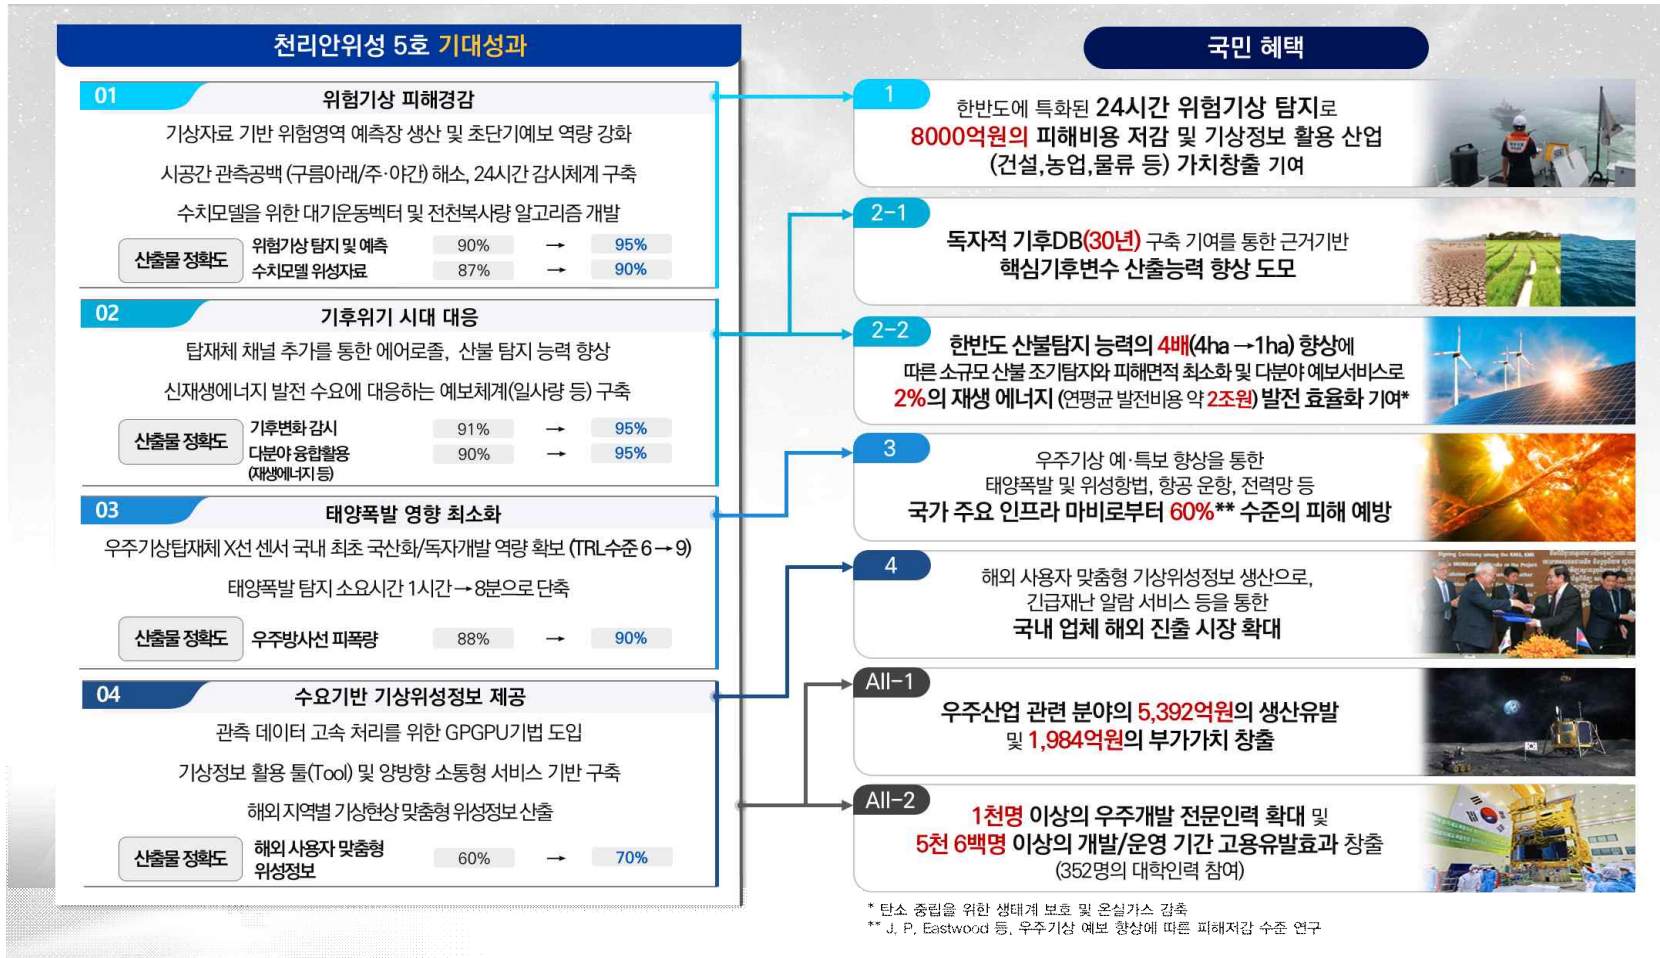 천리안위성 5호 기대성과
01 위험기상 피해경감
기상자료 기반 위험영역 예측장 생산 및 초단기예보 역량 강화
시공간 관측공백 (구름아래/주·야간) 해소, 24시간 감시체계 구축
수치모델을 위한 대기운동벡터 및 전천복사량 알고리즘 개발
산출물 정확도
위험기상 탐지 및 예측 90% → 95%
수치모델 위성자료 87% → 90%
02 기후위기 시대 대응
탑재체 채널 추가를 통한 에어로졸, 산불 탐지 능력 향상
신재생에너지 발전 수요에 대응하는 예보체계(일사량 등) 구축
산출물 정확도
기후변화 감시 91% → 95%
다분야 융합활용 90% → 95%
(재생에너지 등)
03 태양폭발 영향 최소화
우주기상탑재체 X선 센서 국내 최초 국산화/독자개발 역량 확보 (TRL수준 6 → 9)
태양폭발 탐지 소요시간 1시간 → 8분으로 단축
산출물 정확도 우주방사선 피폭량 88% → 90%
04 수요기반 기상위성정보 제공
관측 데이터 고속 처리를 위한 GPGPU기법 도입
기상정보 활용 툴(Tool) 및 양방향 소통형 서비스 기반 구축
해외 지역별 기상현상 맞춤형 위성정보 산출
산출물 정확도
해외 사용자 맞춤형 60% → 70%
위성정보
국민 혜택
1
한반도에 특화된 24시간 위험기상 탐지로
8000억원의 피해비용 저감 및 기상정보 활용 산업
(건설,농업,물류 등) 가치창출 기여
2-1
독자적 기후DB(30년) 구축 기여를 통한 근거기반
핵심기후변수 산출능력 향상 도모
2-2
한반도 산불탐지 능력의 4배(4ha →1ha) 향상에
따른 소규모 산불 조기탐지와 피해면적 최소화 및 다분야 예보서비스로
2%의 재생 에너지 (연평균 발전비용 약 2조원) 발전 효율화 기여*
3
우주기상 예·특보 향상을 통한
태양폭발 및 위성항법, 항공 운항, 전력망 등
국가 주요 인프라 마비로부터 60%** 수준의 피해 예방
4
해외 사용자 맞춤형 기상위성정보 생산으로,
긴급재난 알람 서비스 등을 통한
국내 업체 해외 진출 시장 확대
All-1
우주산업 관련 분야의 5,392억원의 생산유발
및 1,984억원의 부가가치 창출
All-2
1천명 이상의 우주개발 전문인력 확대 및
5천 6백명 이상의 개발/운영 기간 고용유발효과 창출
(352명의 대학인력 참여)
* 탄소 중립을 위한 생태계 보호 및 온실가스 감축
** J. P. Eastwood 등, 우주기상 예보 향상에 따른 피해저감 수준 연구